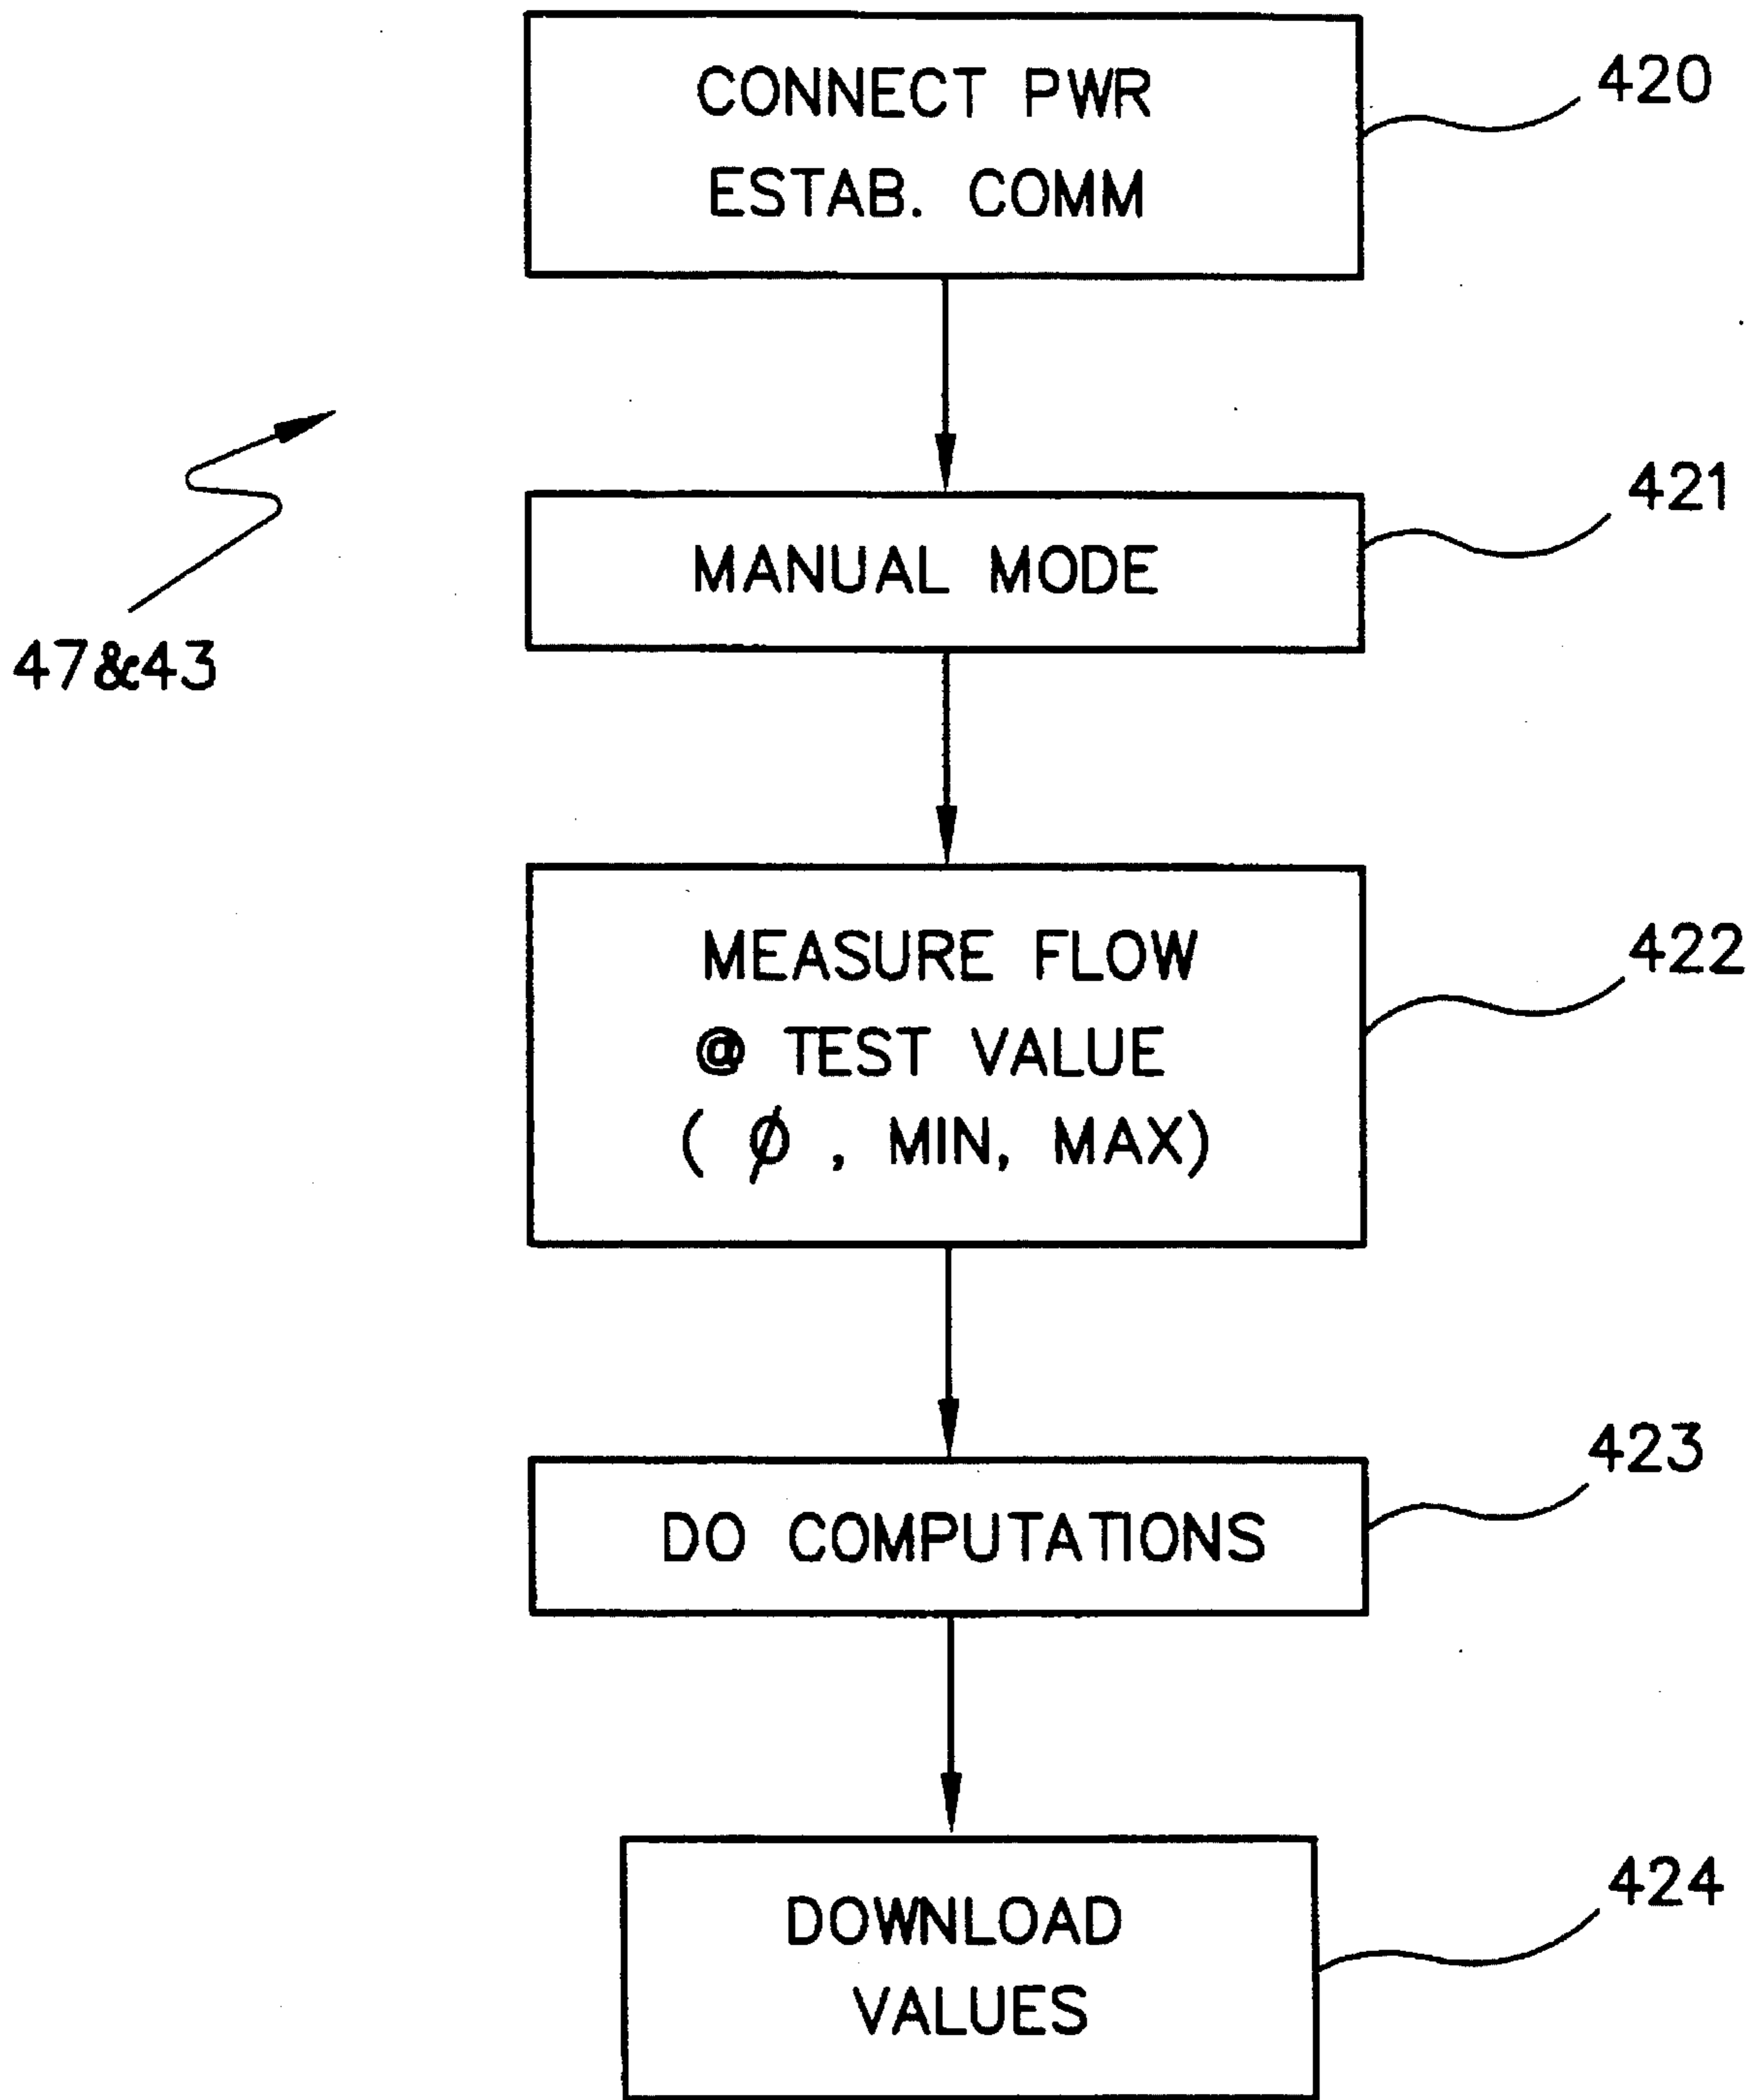 CONNECT PWR
ESTAB. COMM
420
MANUAL MODE
421
47&43
MEASURE FLOW
@ TEST VALUE
( ϕ , MIN, MAX)
422
DO COMPUTATIONS
423
DOWNLOAD
VALUES
424